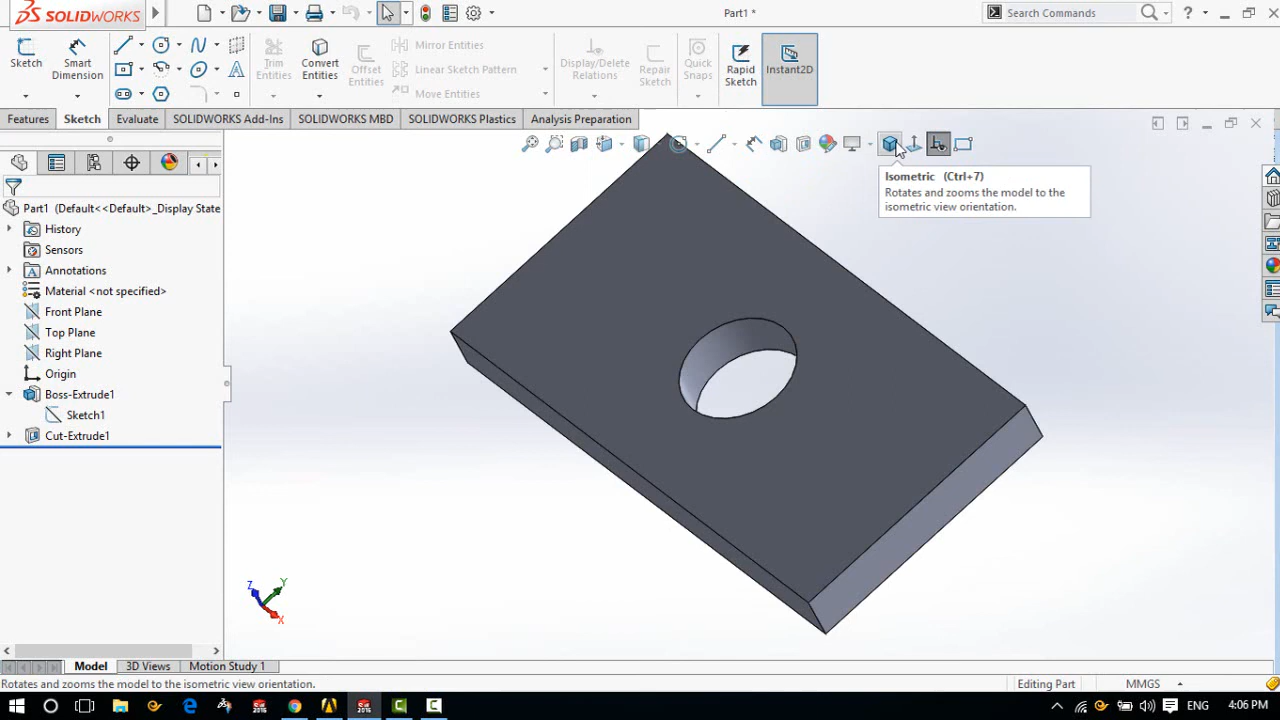 SOLIDWORKS
Part1 *
Search Commands
Sketch
Smart Dimension
Trim Entities
Convert Entities
Offset Entities
Mirror Entities
Linear Sketch Pattern
Move Entities
Display/Delete Relations
Repair Sketch
Quick Snaps
Rapid Sketch
Instant2D
Features
Sketch
Evaluate
SOLIDWORKS Add-Ins
SOLIDWORKS MBD
SOLIDWORKS Plastics
Analysis Preparation
Isometric (Ctrl+7)
Rotates and zooms the model to the
isometric view orientation.
Part1 (Default<<Default>_Display State
History
Sensors
Annotations
Material <not specified>
Front Plane
Top Plane
Right Plane
Origin
Boss-Extrude1
Sketch1
Cut-Extrude1
Z
Y
X
Model
3D Views
Motion Study 1
Rotates and zooms the model to the isometric view orientation.
Editing Part
MMGS
ENG
4:06 PM